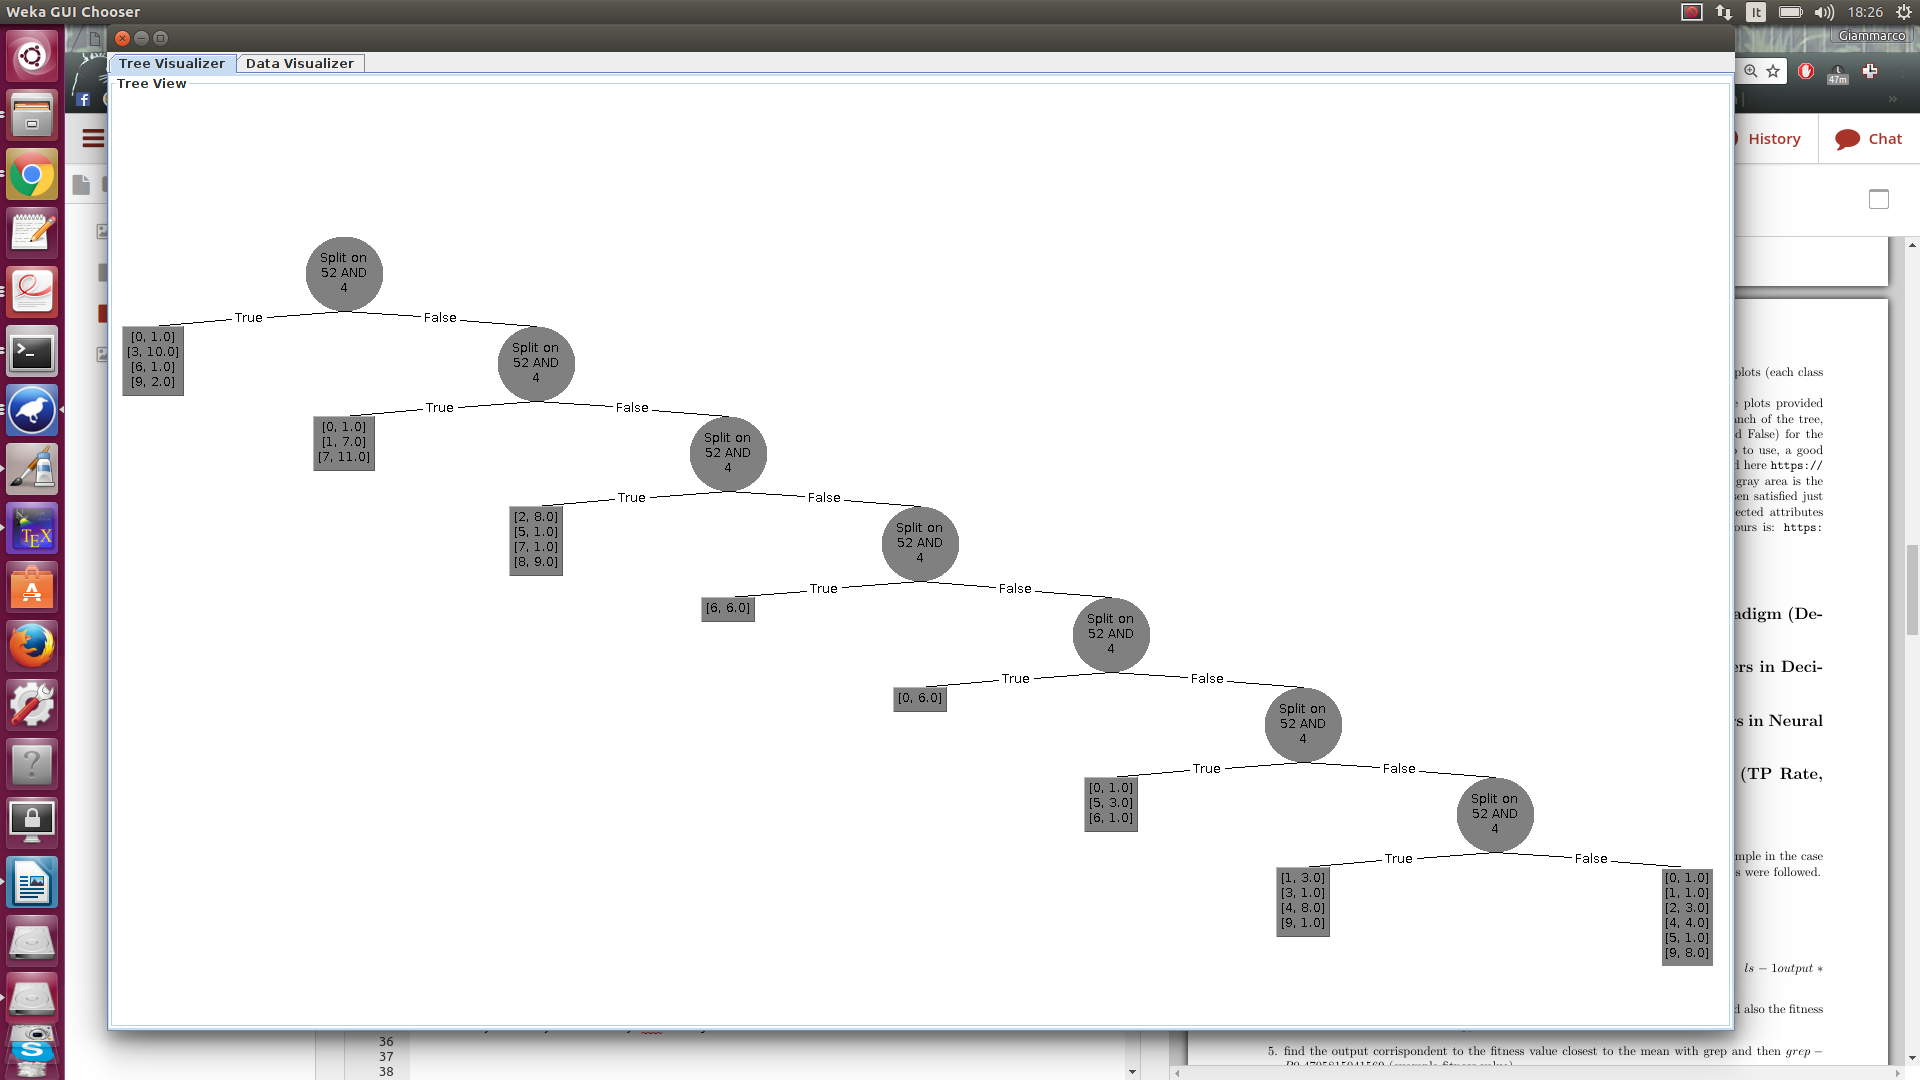 Weka GUI Chooser
It
18:26
Giammarco
Tree Visualizer
Data Visualizer
Tree View
47m
History
Chat
Split on
52 AND
4
True
False
[0, 1.0]
[3, 10.0]
[6, 1.0]
[9, 2.0]
Split on
52 AND
4
True
False
[0, 1.0]
[1, 7.0]
[7, 11.0]
Split on
52 AND
4
True
False
[2, 8.0]
[5, 1.0]
[7, 1.0]
[8, 9.0]
Split on
52 AND
4
True
False
[6, 6.0]
Split on
52 AND
4
True
False
[0, 6.0]
Split on
52 AND
4
True
False
[0, 1.0]
[5, 3.0]
[6, 1.0]
Split on
52 AND
4
True
False
[1, 3.0]
[3, 1.0]
[4, 8.0]
[9, 1.0]
[0, 1.0]
[1, 1.0]
[2, 3.0]
[4, 4.0]
[5, 1.0]
[9, 8.0]
plots (each class
plots provided
of the tree,
False) for the
to use, a good
here https://
gray area is the
satisfied just
attributes
ours is: https:
(De-
in Deci-
in Neural
(TP Rate,
in the case
were followed.
ls − 1output *
also the fitness
36
37
38
5. find the output corrispondent to the fitness value closest to the mean with grep and then grep −